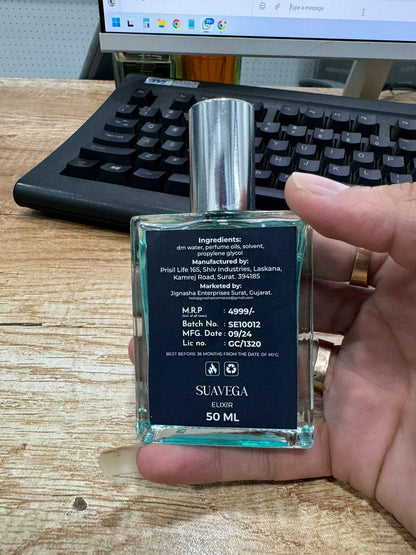 Type a message
Ingredients:
dm water, perfume oils, solvent,
propylene glycol
Manufactured by:
Prisil Life 165, Shiv Industries, Laskana,
Kamrej Road, Surat. 394185
Marketed by:
Jignasha Enterprises Surat, Gujarat.
M.R.P : 4999/-
(Incl. of all taxes)
Batch No. : SE10012
MFG. Date : 09/24
Lic no. : GC/1320
BEST BEFORE 36 MONTHS FROM THE DATE OF MFG
SUAVEGA
ELIXIR
50 ML